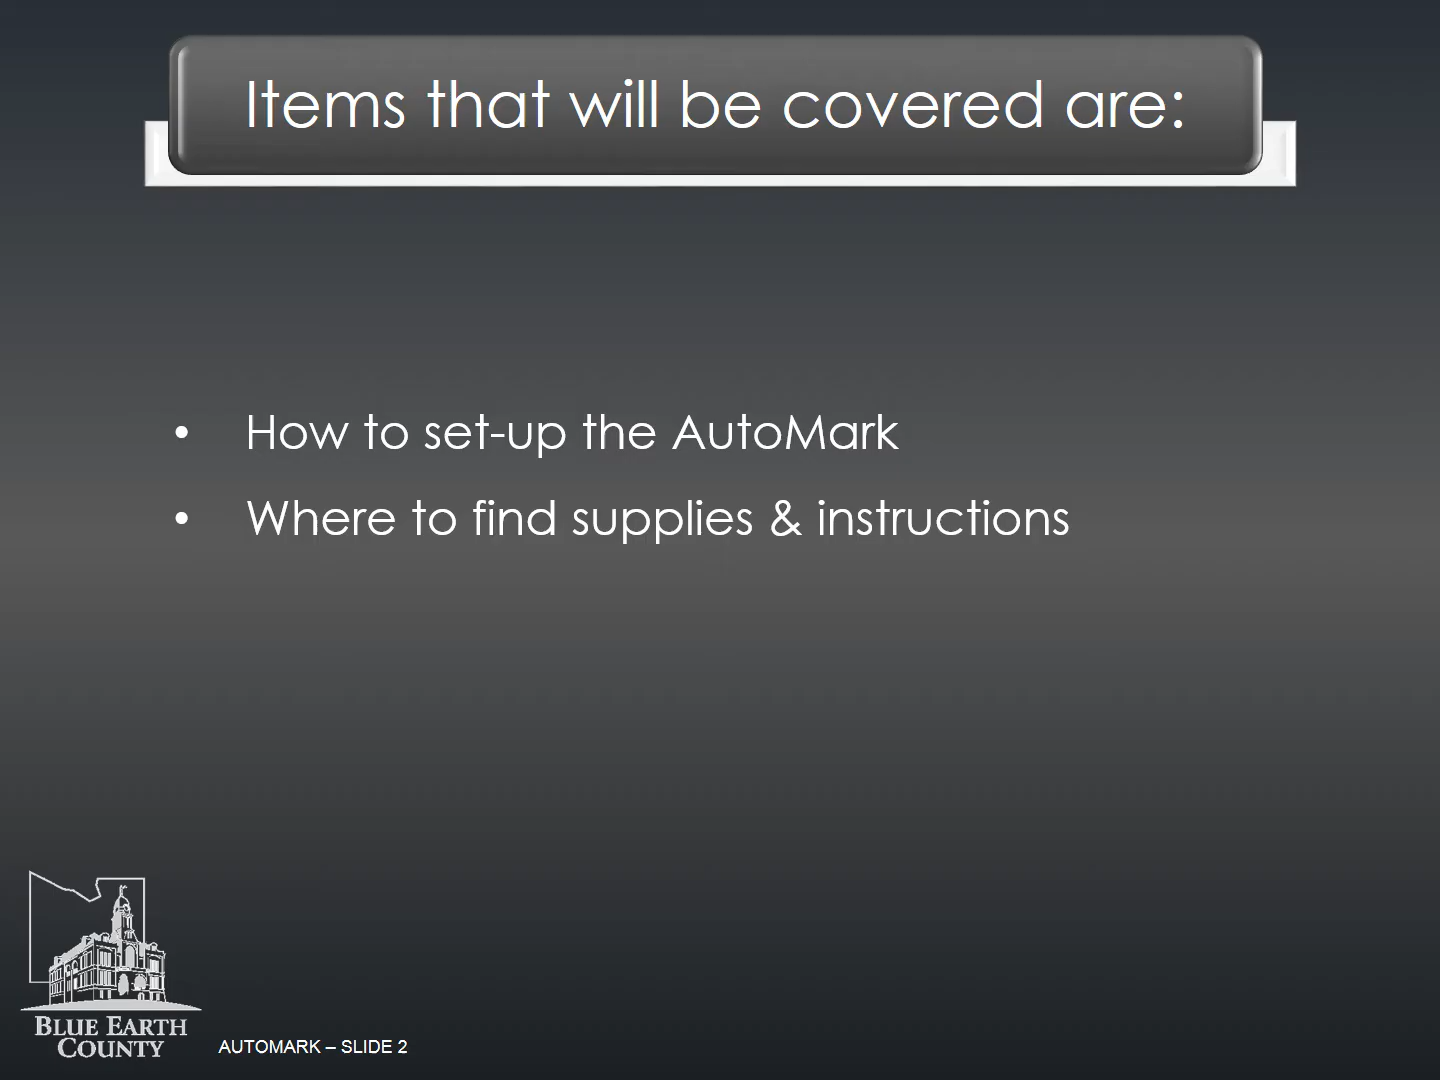 Items that will be covered are:
• How to set-up the AutoMark
• Where to find supplies & instructions
BLUE EARTH
COUNTY
AUTOMARK – SLIDE 2